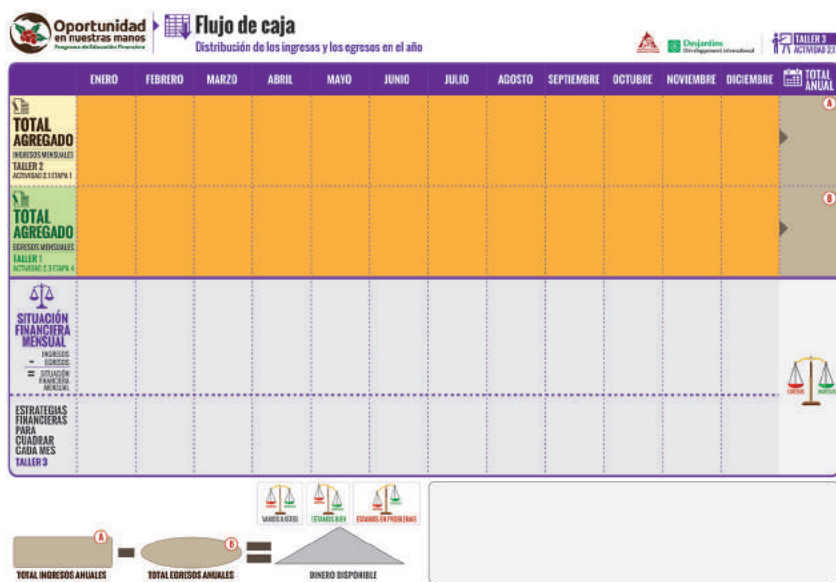 Oportunidad
en nuestras manos
Programa de Educación Financiera
Flujo de caja
Distribución de los ingresos y los egresos en el año
Desjardins
Développement international
TALLER 3
ACTIVIDAD 2.1
ENERO FEBRERO MARZO ABRIL MAYO JUNIO JULIO AGOSTO SEPTIEMBRE OCTUBRE NOVIEMBRE DICIEMBRE TOTAL ANUAL
TOTAL
AGREGADO
INGRESOS MENSUALES
TALLER 2
ACTIVIDAD 2.1 ETAPA 1
A
TOTAL
AGREGADO
EGRESOS MENSUALES
TALLER 1
ACTIVIDAD 2.3 ETAPA 4
B
SITUACIÓN
FINANCIERA
MENSUAL
INGRESOS
- EGRESOS
= SITUACIÓN
FINANCIERA
MENSUAL
EGRESOS INGRESOS
ESTRATEGIAS
FINANCIERAS
PARA
CUADRAR
CADA MES
TALLER 3
VAMOS JUSTOS ESTAMOS BIEN ESTAMOS EN PROBLEMAS
A
B
TOTAL INGRESOS ANUALES TOTAL EGRESOS ANUALES DINERO DISPONIBLE